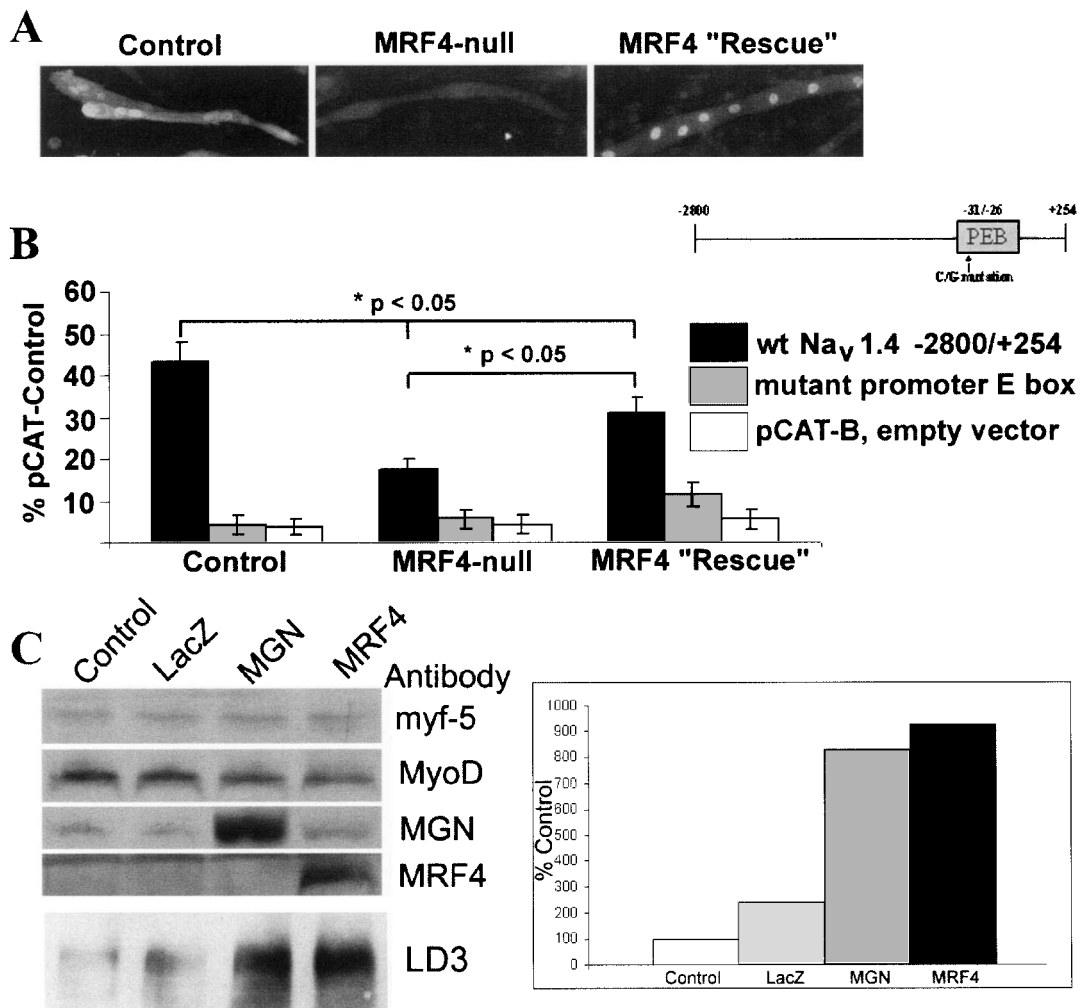 A
Control MRF4-null MRF4 "Rescue"
-2800 -31/-26 +254
PEB
C/G-mutation
B
60
50
40
30
20
10
% pCAT-Control
* p < 0.05
* p < 0.05
wt Nav 1.4 -2800/+254
mutant promoter E box
pCAT-B, empty vector
Control MRF4-null MRF4 "Rescue"
C
Control LacZ MGN MRF4
Antibody
myf-5
MyoD
MGN
MRF4
LD3
1000
900
800
700
600
500
400
300
200
100
0
% Control
Control LacZ MGN MRF4